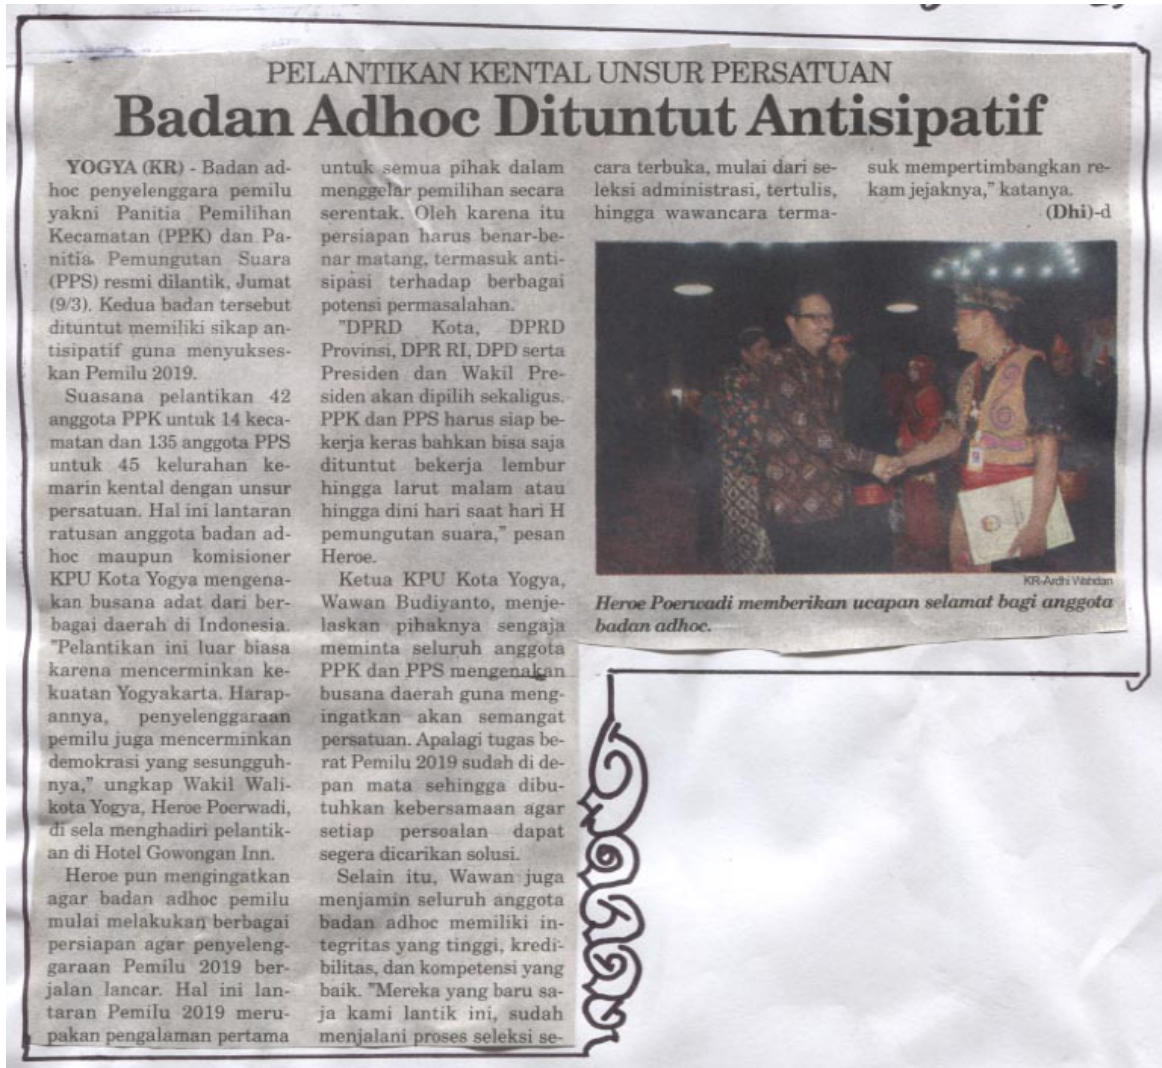 PELANTIKAN KENTAL UNSUR PERSATUAN
Badan Adhoc Dituntut Antisipatif
YOGYA (KR) - Badan ad-
hoc penyelenggara pemilu
yakni Panitia Pemilihan
Kecamatan (PPK) dan Pa-
nitia Pemungutan Suara
(PPS) resmi dilantik, Jumat
(9/3). Kedua badan tersebut
dituntut memiliki sikap an-
tisipatif guna menyukses-
kan Pemilu 2019.
Suasana pelantikan 42
anggota PPK untuk 14 keca-
matan dan 135 anggota PPS
untuk 45 kelurahan ke-
marin kental dengan unsur
persatuan. Hal ini lantaran
ratusan anggota badan ad-
hoc maupun komisioner
KPU Kota Yogya mengena-
kan busana adat dari ber-
bagai daerah di Indonesia.
"Pelantikan ini luar biasa
karena mencerminkan ke-
kuatan Yogyakarta. Harap-
annya, penyelenggaraan
pemilu juga mencerminkan
demokrasi yang sesungguh-
nya," ungkap Wakil Wali-
kota Yogya, Heroe Poerwadi,
di sela menghadiri pelantik-
an di Hotel Gowongan Inn.
Heroe pun mengingatkan
agar badan adhoc pemilu
mulai melakukan berbagai
persiapan agar penyeleng-
garaan Pemilu 2019 ber-
jalan lancar. Hal ini lan-
taran Pemilu 2019 meru-
pakan pengalaman pertama
untuk semua pihak dalam
menggelar pemilihan secara
serentak. Oleh karena itu
persiapan harus benar-be-
nar matang, termasuk anti-
sipasi terhadap berbagai
potensi permasalahan.
"DPRD Kota, DPRD
Provinsi, DPR RI, DPD serta
Presiden dan Wakil Pre-
siden akan dipilih sekaligus.
PPK dan PPS harus siap be-
kerja keras bahkan bisa saja
dituntut bekerja lembur
hingga larut malam atau
hingga dini hari saat hari H
pemungutan suara," pesan
Heroe.
Ketua KPU Kota Yogya,
Wawan Budiyanto, menje-
laskan pihaknya sengaja
meminta seluruh anggota
PPK dan PPS mengenakan
busana daerah guna meng-
ingatkan akan semangat
persatuan. Apalagi tugas be-
rat Pemilu 2019 sudah di de-
pan mata sehingga dibu-
tuhkan kebersamaan agar
setiap persoalan dapat
segera dicarikan solusi.
Selain itu, Wawan juga
menjamin seluruh anggota
badan adhoc memiliki in-
tegritas yang tinggi, kredi-
bilitas, dan kompetensi yang
baik. "Mereka yang baru sa-
ja kami lantik ini, sudah
menjalani proses seleksi se-
cara terbuka, mulai dari se-
leksi administrasi, tertulis,
hingga wawancara terma-
suk mempertimbangkan re-
kam jejaknya," katanya.
(Dhi)-d
KR-Ardhi Wahdan
Heroe Poerwadi memberikan ucapan selamat bagi anggota
badan adhoc.